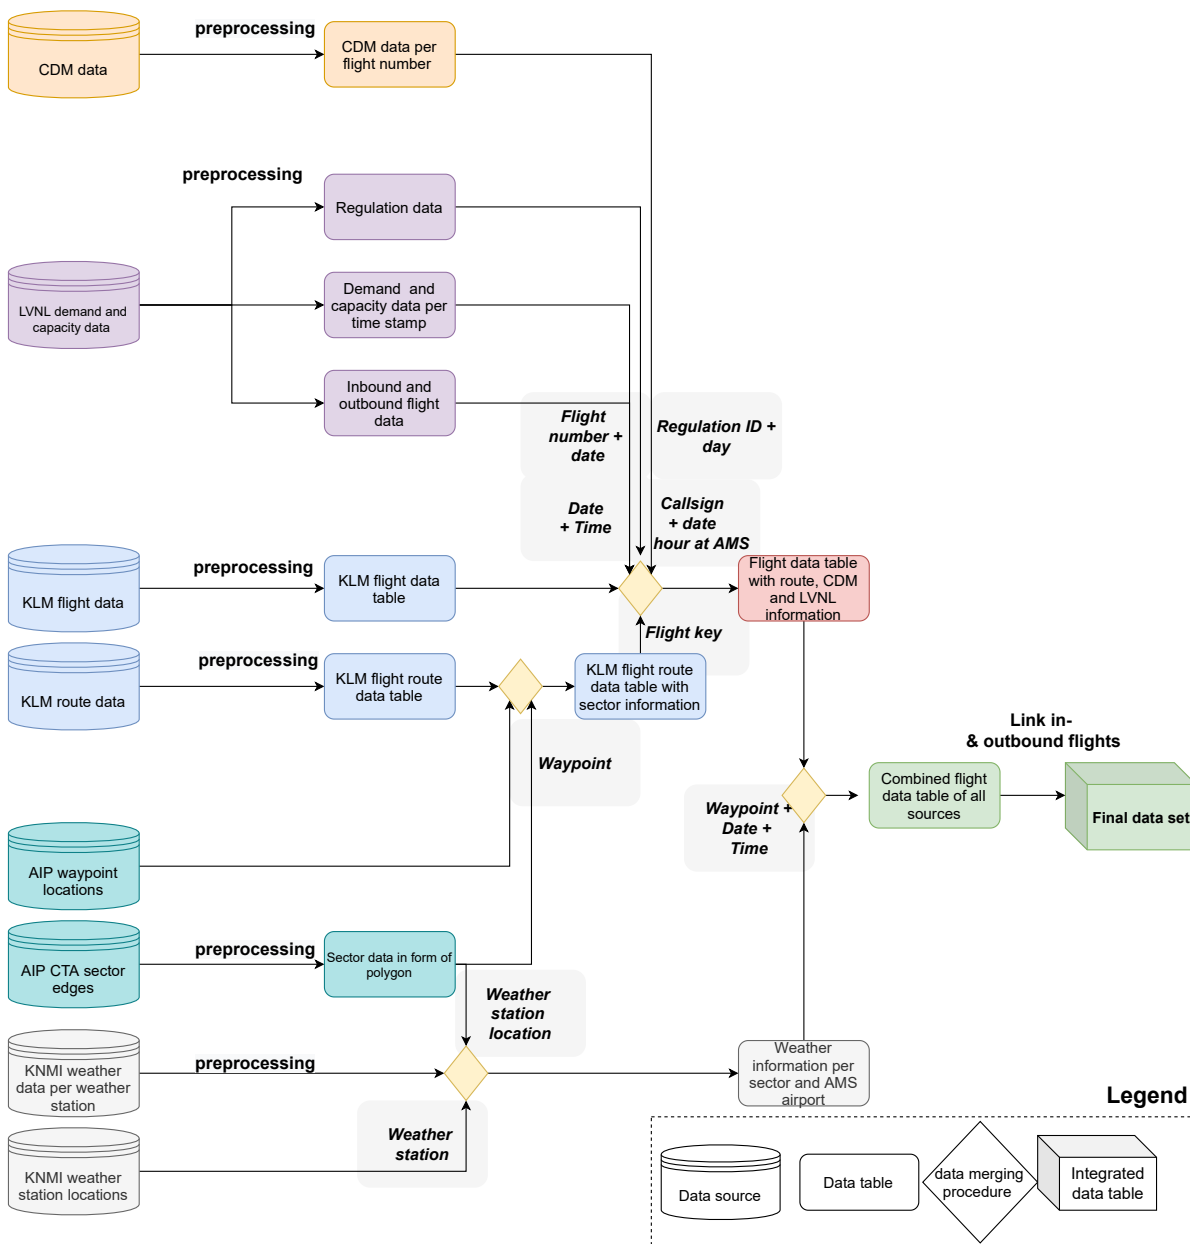 preprocessing
CDM data
CDM data per
flight number
preprocessing
Regulation data
LVNL demand and
capacity data
Demand and
capacity data per
time stamp
Inbound and
outbound flight
data
Flight
number +
date
Regulation ID +
day
Date
+ Time
Callsign
+ date
hour at AMS
KLM flight data
preprocessing
KLM flight data
table
Flight data table
with route, CDM
and LVNL
information
Flight key
KLM route data
preprocessing
KLM flight route
data table
KLM flight route
data table with
sector information
Waypoint
Link in-
& outbound flights
Waypoint +
Date +
Time
Combined flight
data table of all
sources
Final data set
AIP waypoint
locations
AIP CTA sector
edges
preprocessing
Sector data in form of
polygon
Weather
station
location
KNMI weather
data per weather
station
preprocessing
Weather
information per
sector and AMS
airport
KNMI weather
station locations
Weather
station
Legend
Data source
Data table
data merging
procedure
Integrated
data table